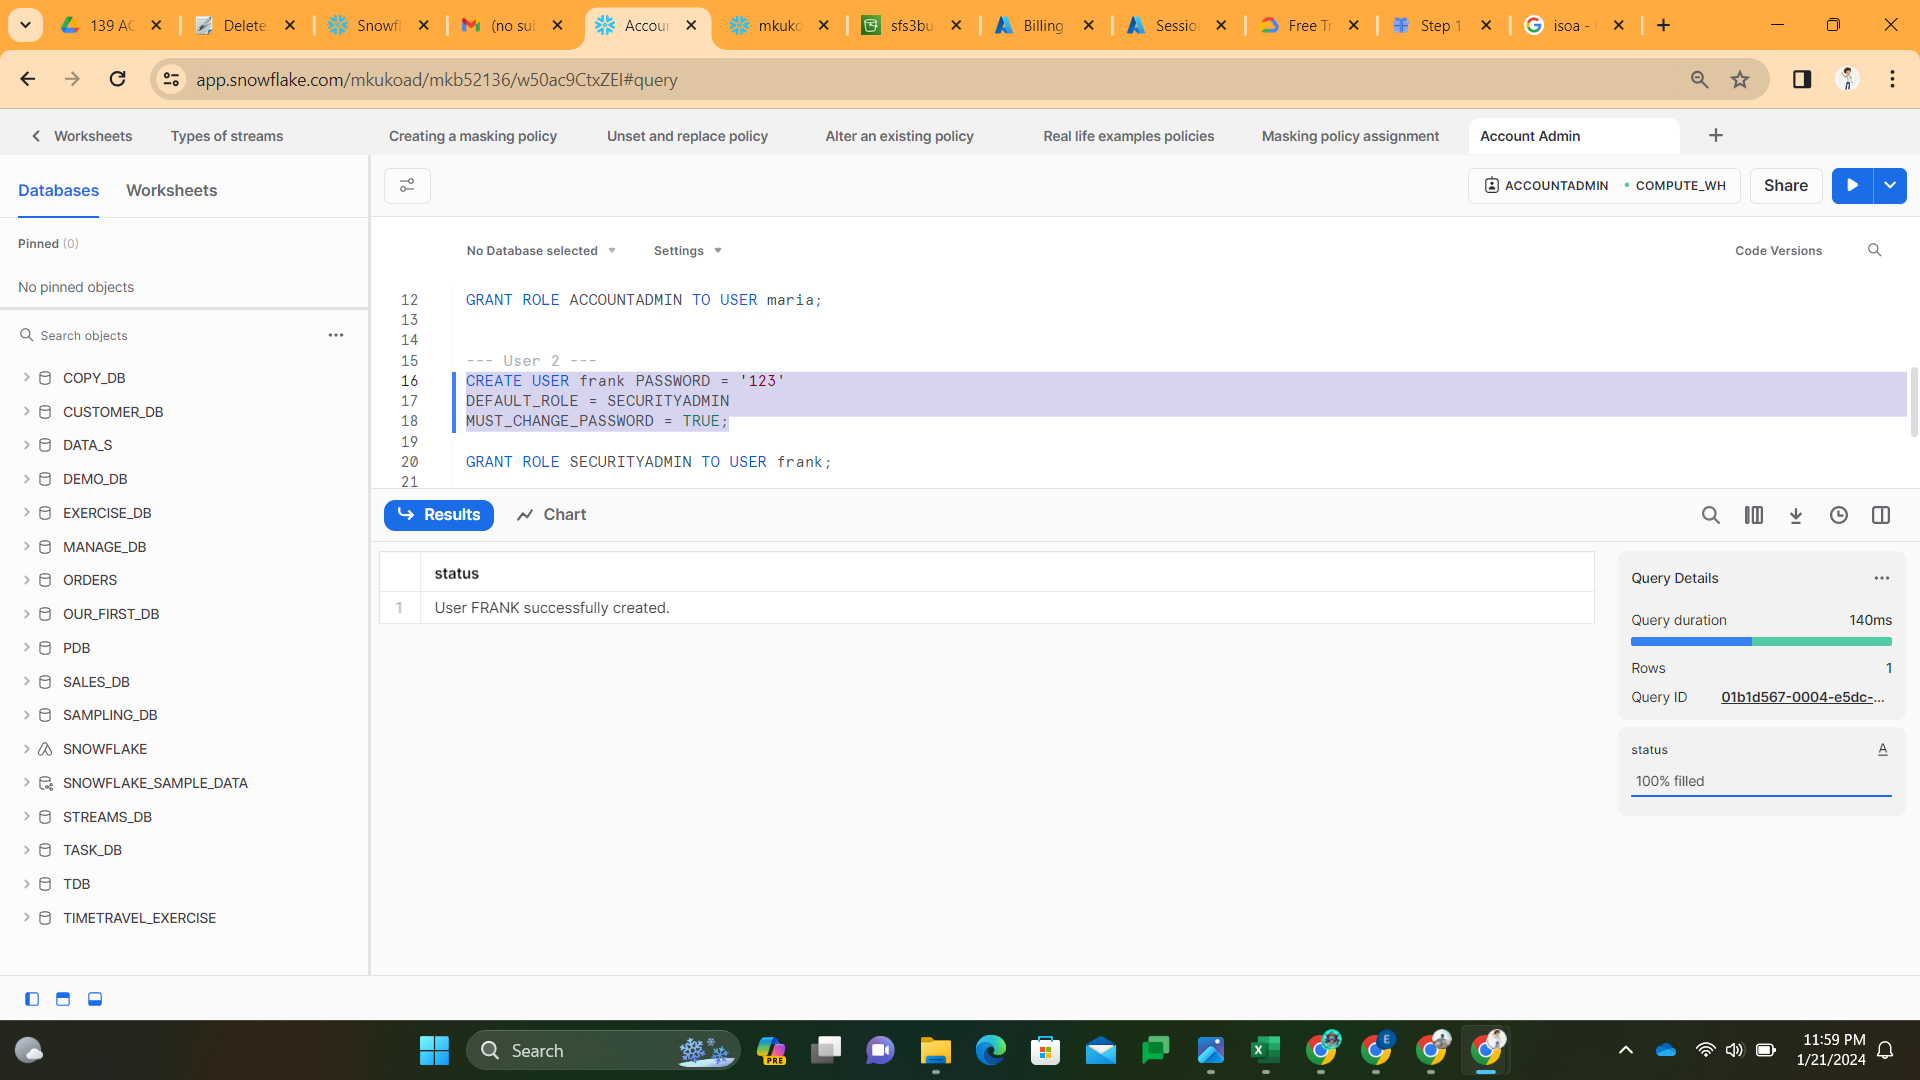 139 AC
Delete
Snowfl
(no sub
Accour
mkuko
sfs3bu
Billing
Sessio
Free Tr
Step 1
isoa -
app.snowflake.com/mkukoad/mkb52136/w50ac9CtxZEI#query
Worksheets
Types of streams
Creating a masking policy
Unset and replace policy
Alter an existing policy
Real life examples policies
Masking policy assignment
Account Admin
Databases
Worksheets
ACCOUNTADMIN
COMPUTE_WH
Share
Pinned (0)
No pinned objects
No Database selected
Settings
Code Versions
Search objects
COPY_DB
CUSTOMER_DB
DATA_S
DEMO_DB
EXERCISE_DB
MANAGE_DB
ORDERS
OUR_FIRST_DB
PDB
SALES_DB
SAMPLING_DB
SNOWFLAKE
SNOWFLAKE_SAMPLE_DATA
STREAMS_DB
TASK_DB
TDB
TIMETRAVEL_EXERCISE
12 GRANT ROLE ACCOUNTADMIN TO USER maria;
13
14
15 --- User 2 ---
16 CREATE USER frank PASSWORD = '123'
17 DEFAULT_ROLE = SECURITYADMIN
18 MUST_CHANGE_PASSWORD = TRUE;
19
20 GRANT ROLE SECURITYADMIN TO USER frank;
21
Results
Chart
status
1 User FRANK successfully created.
Query Details
Query duration 140ms
Rows 1
Query ID 01b1d567-0004-e5dc-...
status A
100% filled
Search
PRE
E
11:59 PM
1/21/2024